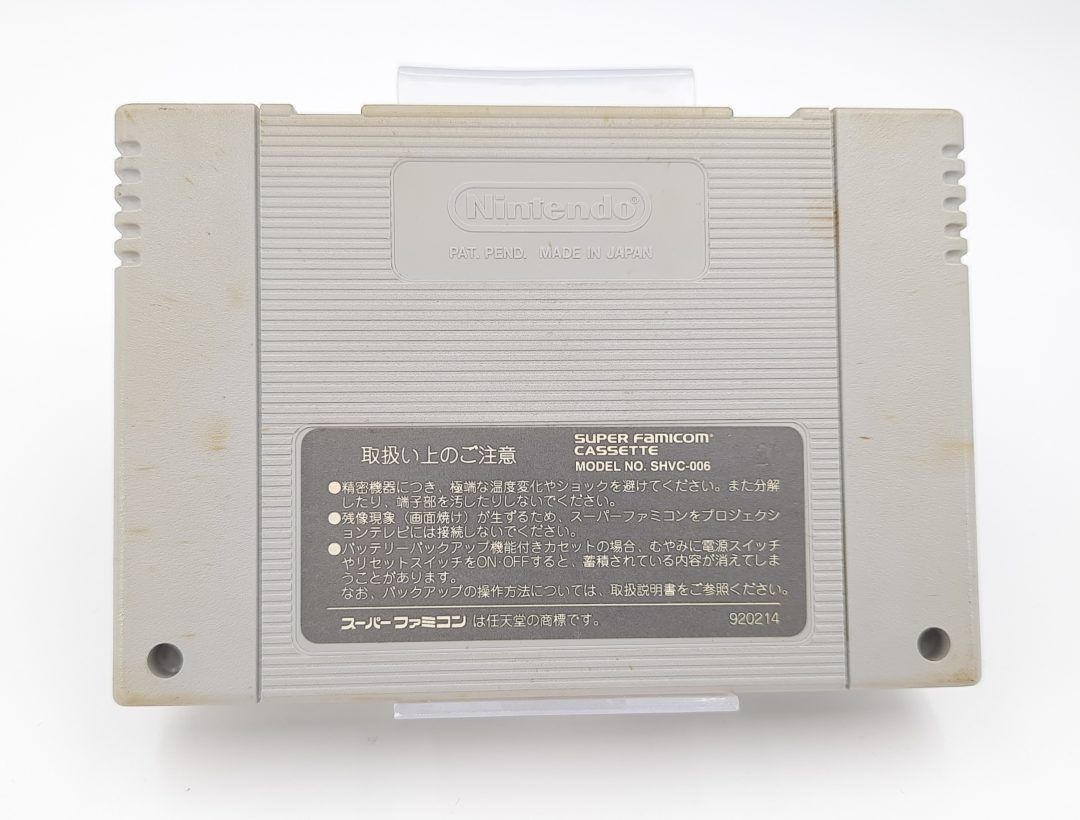 Nintendo®
PAT. PEND. MADE IN JAPAN
取扱い上のご注意
SUPER FAMICOM
CASSETTE
MODEL NO. SHVC-006
●精密機器につき、極端な温度変化やショックを避けてください。また分解
したり、端子部を汚したりしないでください。
●残像現象（画面焼け）が生ずるため、スーパーファミコンをプロジェクシ
ョンテレビには接続しないでください。
●バッテリーバックアップ機能付きカセットの場合、むやみに電源スイッチ
やリセットスイッチをON·OFFすると、蓄積されている内容が消えてしま
うことがあります。
なお、バックアップの操作方法については、取扱説明書をご参照ください。
スーパーファミコン は任天堂の商標です。
920214